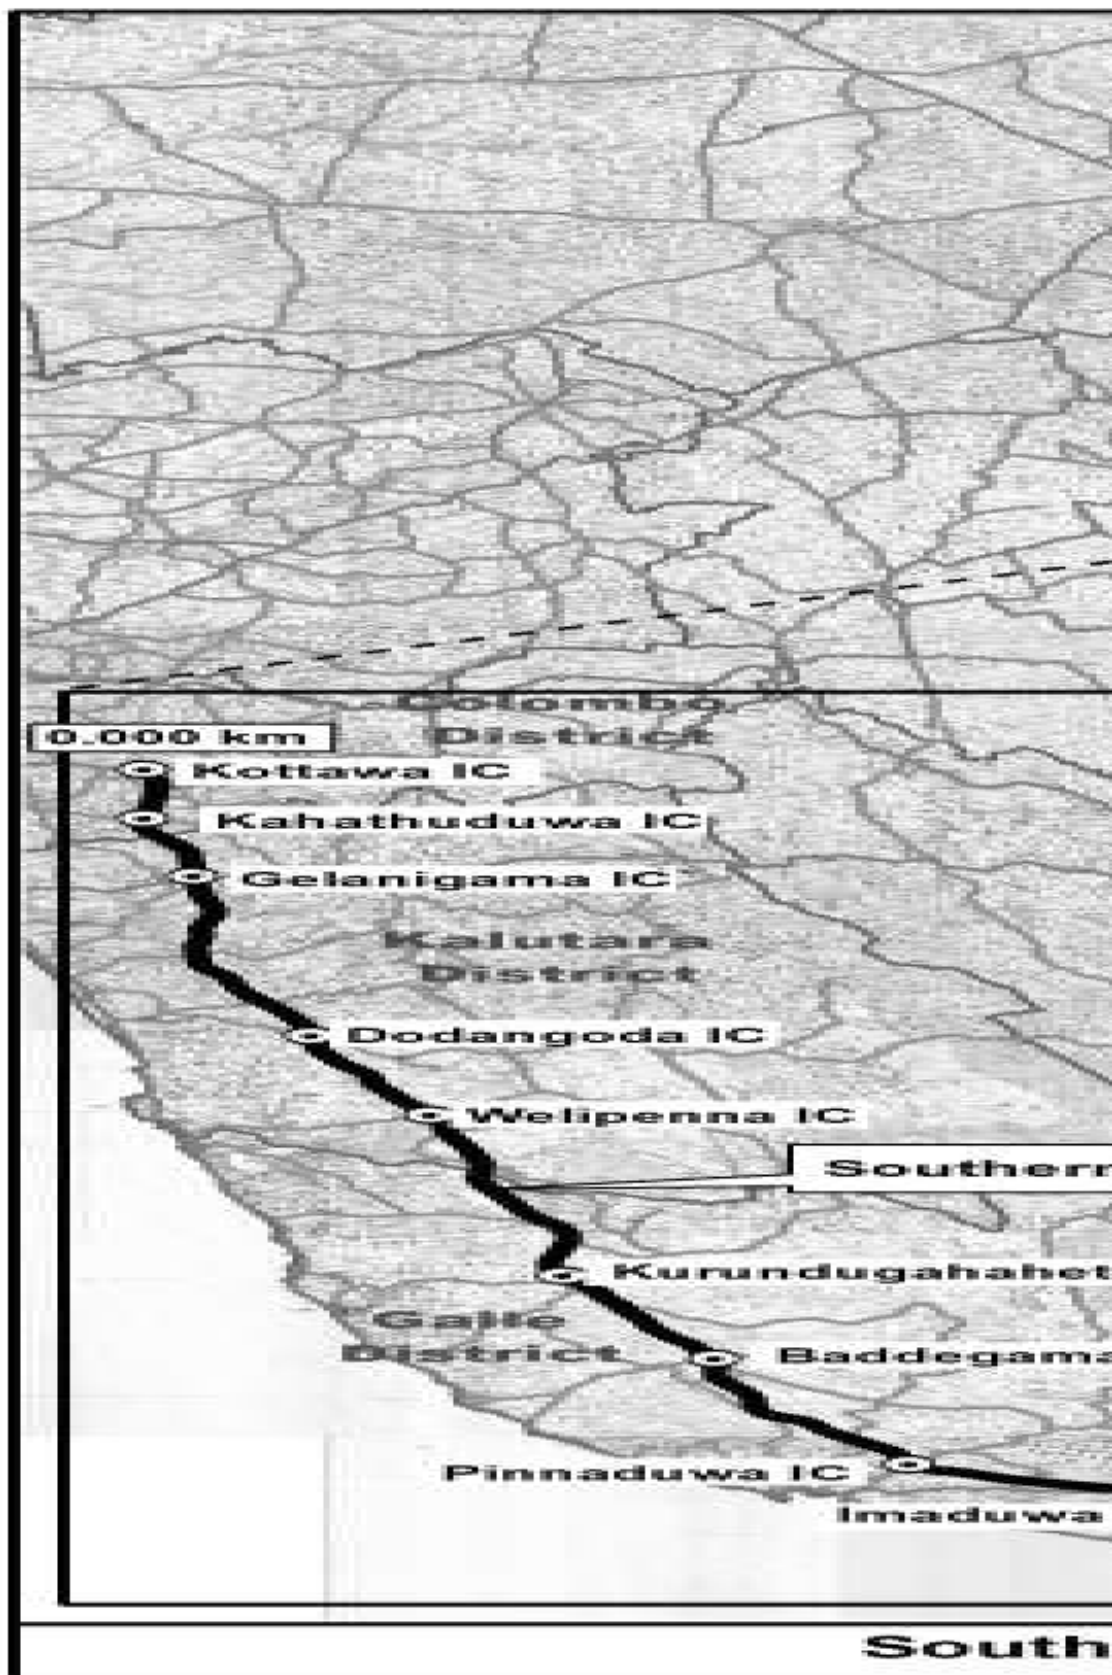 Colombo
District
0.000 km
Kottawa IC
Kahathuduwa IC
Gelanigama IC
Kalutara
District
Dodangoda IC
Welipenna IC
Southern
Kurundugahahet
Galle
District
Baddegama
Pinnaduwa IC
Imaduwa
South